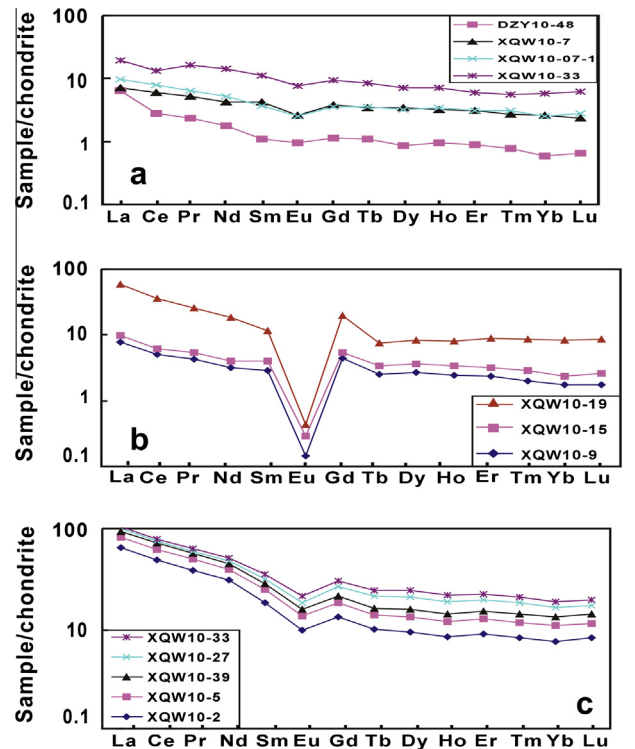 Sample/chondrite
100
10
1
0.1
DZY10-48
XQW10-7
XQW10-07-1
XQW10-33
a
La Ce Pr Nd Sm Eu Gd Tb Dy Ho Er Tm Yb Lu
Sample/chondrite
100
10
1
0.1
XQW10-19
XQW10-15
XQW10-9
b
La Ce Pr Nd Sm Eu Gd Tb Dy Ho Er Tm Yb Lu
Sample/chondrite
100
10
0.1
XQW10-33
XQW10-27
XQW10-39
XQW10-5
XQW10-2
c
La Ce Pr Nd Sm Eu Gd Tb Dy Ho Er Tm Yb Lu